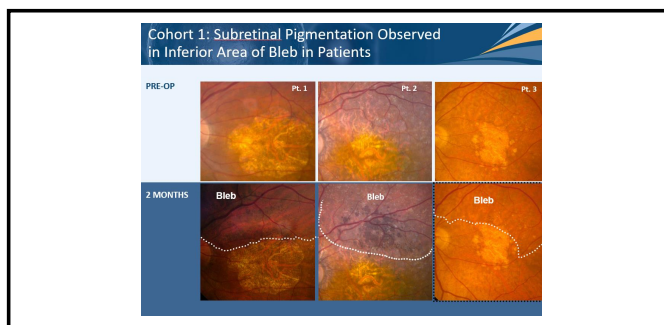 Cohort 1: Subretinal Pigmentation Observed
in Inferior Area of Bleb in Patients
PRE-OP
Pt. 1
Pt. 2
Pt. 3
2 MONTHS
Bleb
Bleb
Bleb